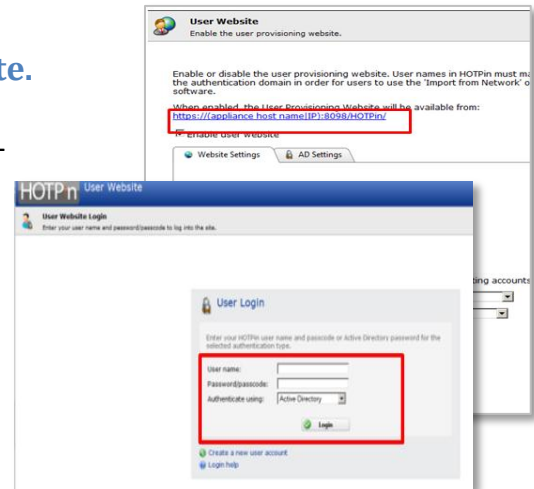 te.
User Website
Enable the user provisioning website.
Enable or disable the user provisioning website. User names in HOTPin must
the authentication domain in order for users to use the 'Import from Network'
software.
When enabled, the User Provisioning Website will be available from:
https://(appliance host name|IP):8098/HOTPin/
Enable user website
Website Settings
AD Settings
ing accounts
HOTPin User Website
User Website Login
Enter your user name and password/passcode to log into the site.
User Login
Enter your HOTPin user name and passcode or Active Directory password for the
selected authentication type.
User name:
Password/passcode:
Authenticate using: Active Directory
Login
Create a new user account
Login help